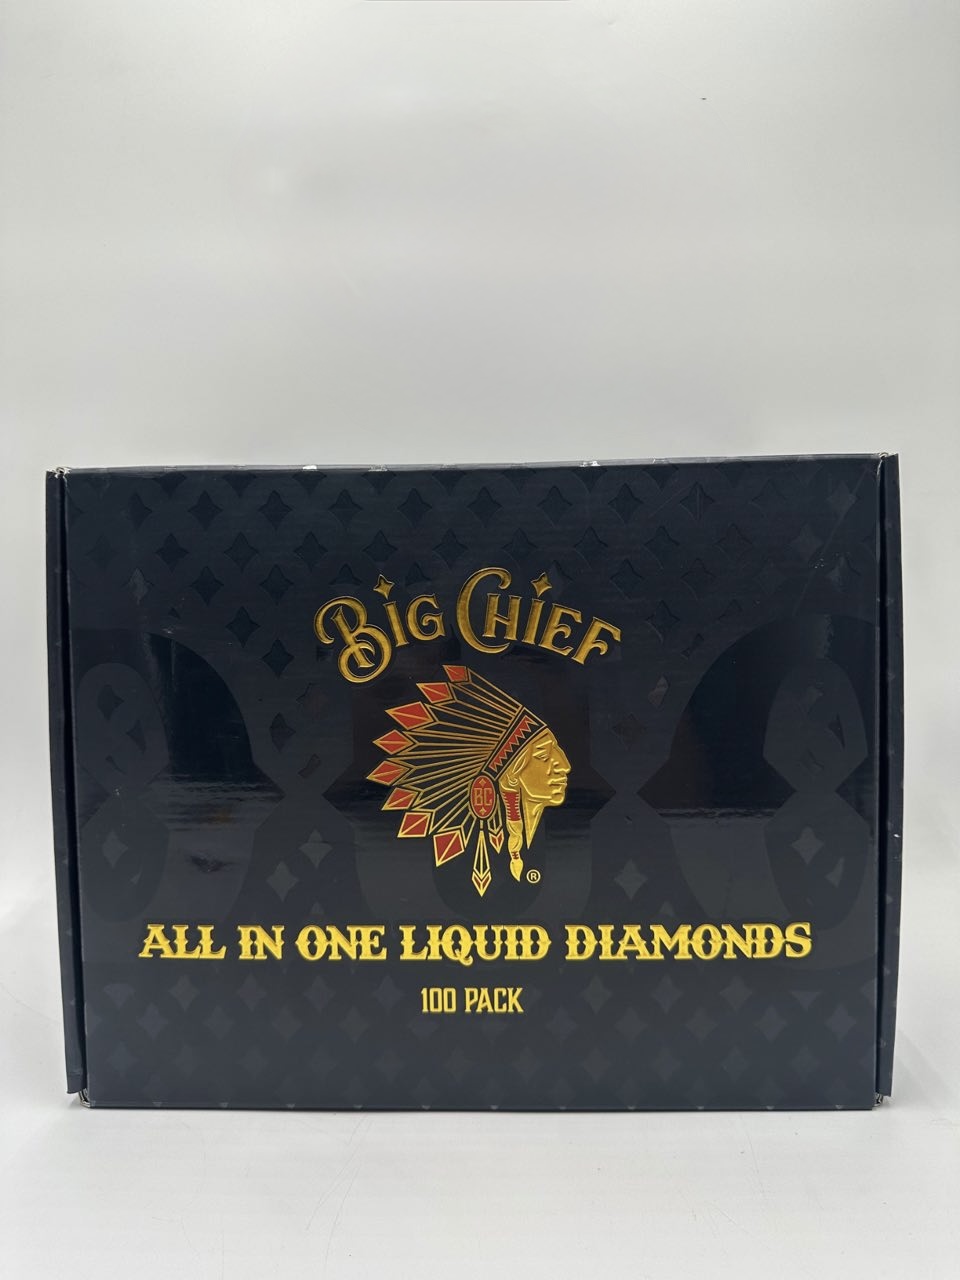 BIG CHIEF
BC
®
ALL IN ONE LIQUID DIAMONDS
100 PACK